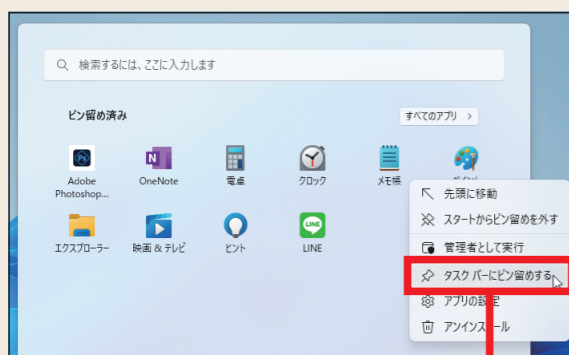 検索するには、ここに入力します
ピン留め済み
すべてのアプリ >
Ps
N
LINE
Adobe Photoshop...
OneNote
電卓
クロック
メモ帳
エクスプローラー
映画 & テレビ
ヒント
LINE
先頭に移動
スタートからピン留めを外す
管理者として実行
タスク バーにピン留めする
アプリの設定
アンインストール